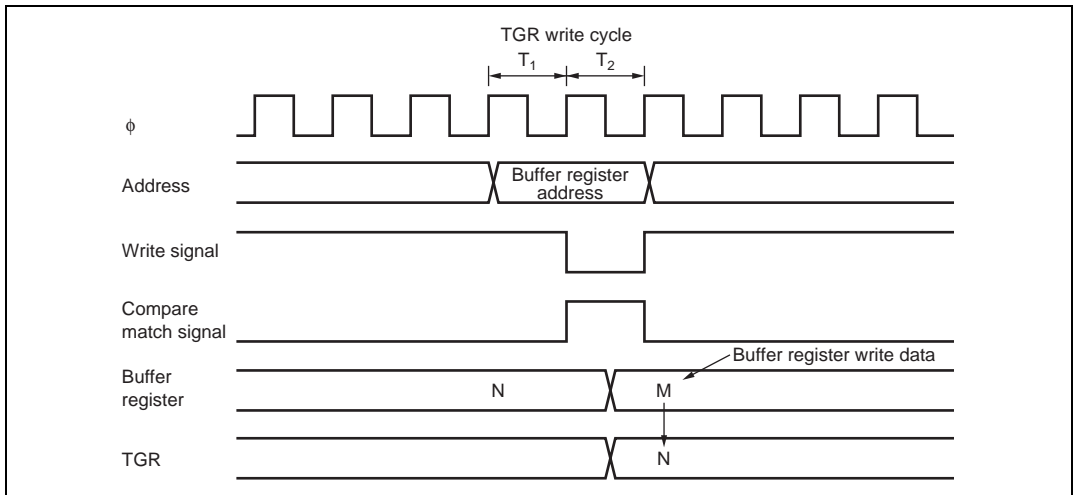 TGR write cycle
T1 T2
ϕ
Address
Buffer register
address
Write signal
Compare
match signal
Buffer register write data
Buffer
register
N M
TGR
N